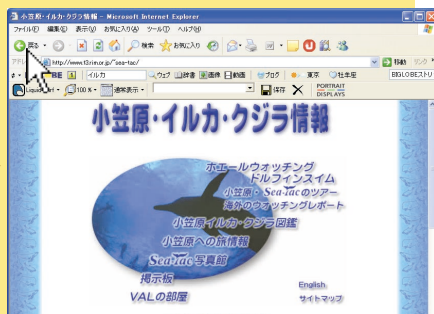 小笠原・イルカ・クジラ情報 - Microsoft Internet Explorer
ファイル(F) 編集(E) 表示(V) お気に入り(A) ツール(T) ヘルプ(H)
戻る 検索 お気に入り
http://www.t3.rim.or.jp/~sea-tac/ 移動 リンク
イルカ ウェブ 辞書 画像 動画 ブログ 東京 牡羊座 BIGLOBEストリ
Liquid 100% 通常表示 保存 PORTRAIT DISPLAYS
小笠原・イルカ・クジラ情報
ホエールウォッチング
ドルフィンスイム
小笠原・Sea-Tacのツアー
海外のウォッチングレポート
小笠原イルカ・クジラ図鑑
小笠原への旅情報
Sea-Tac写真館
掲示板
VALの部屋
English
サイトマップ